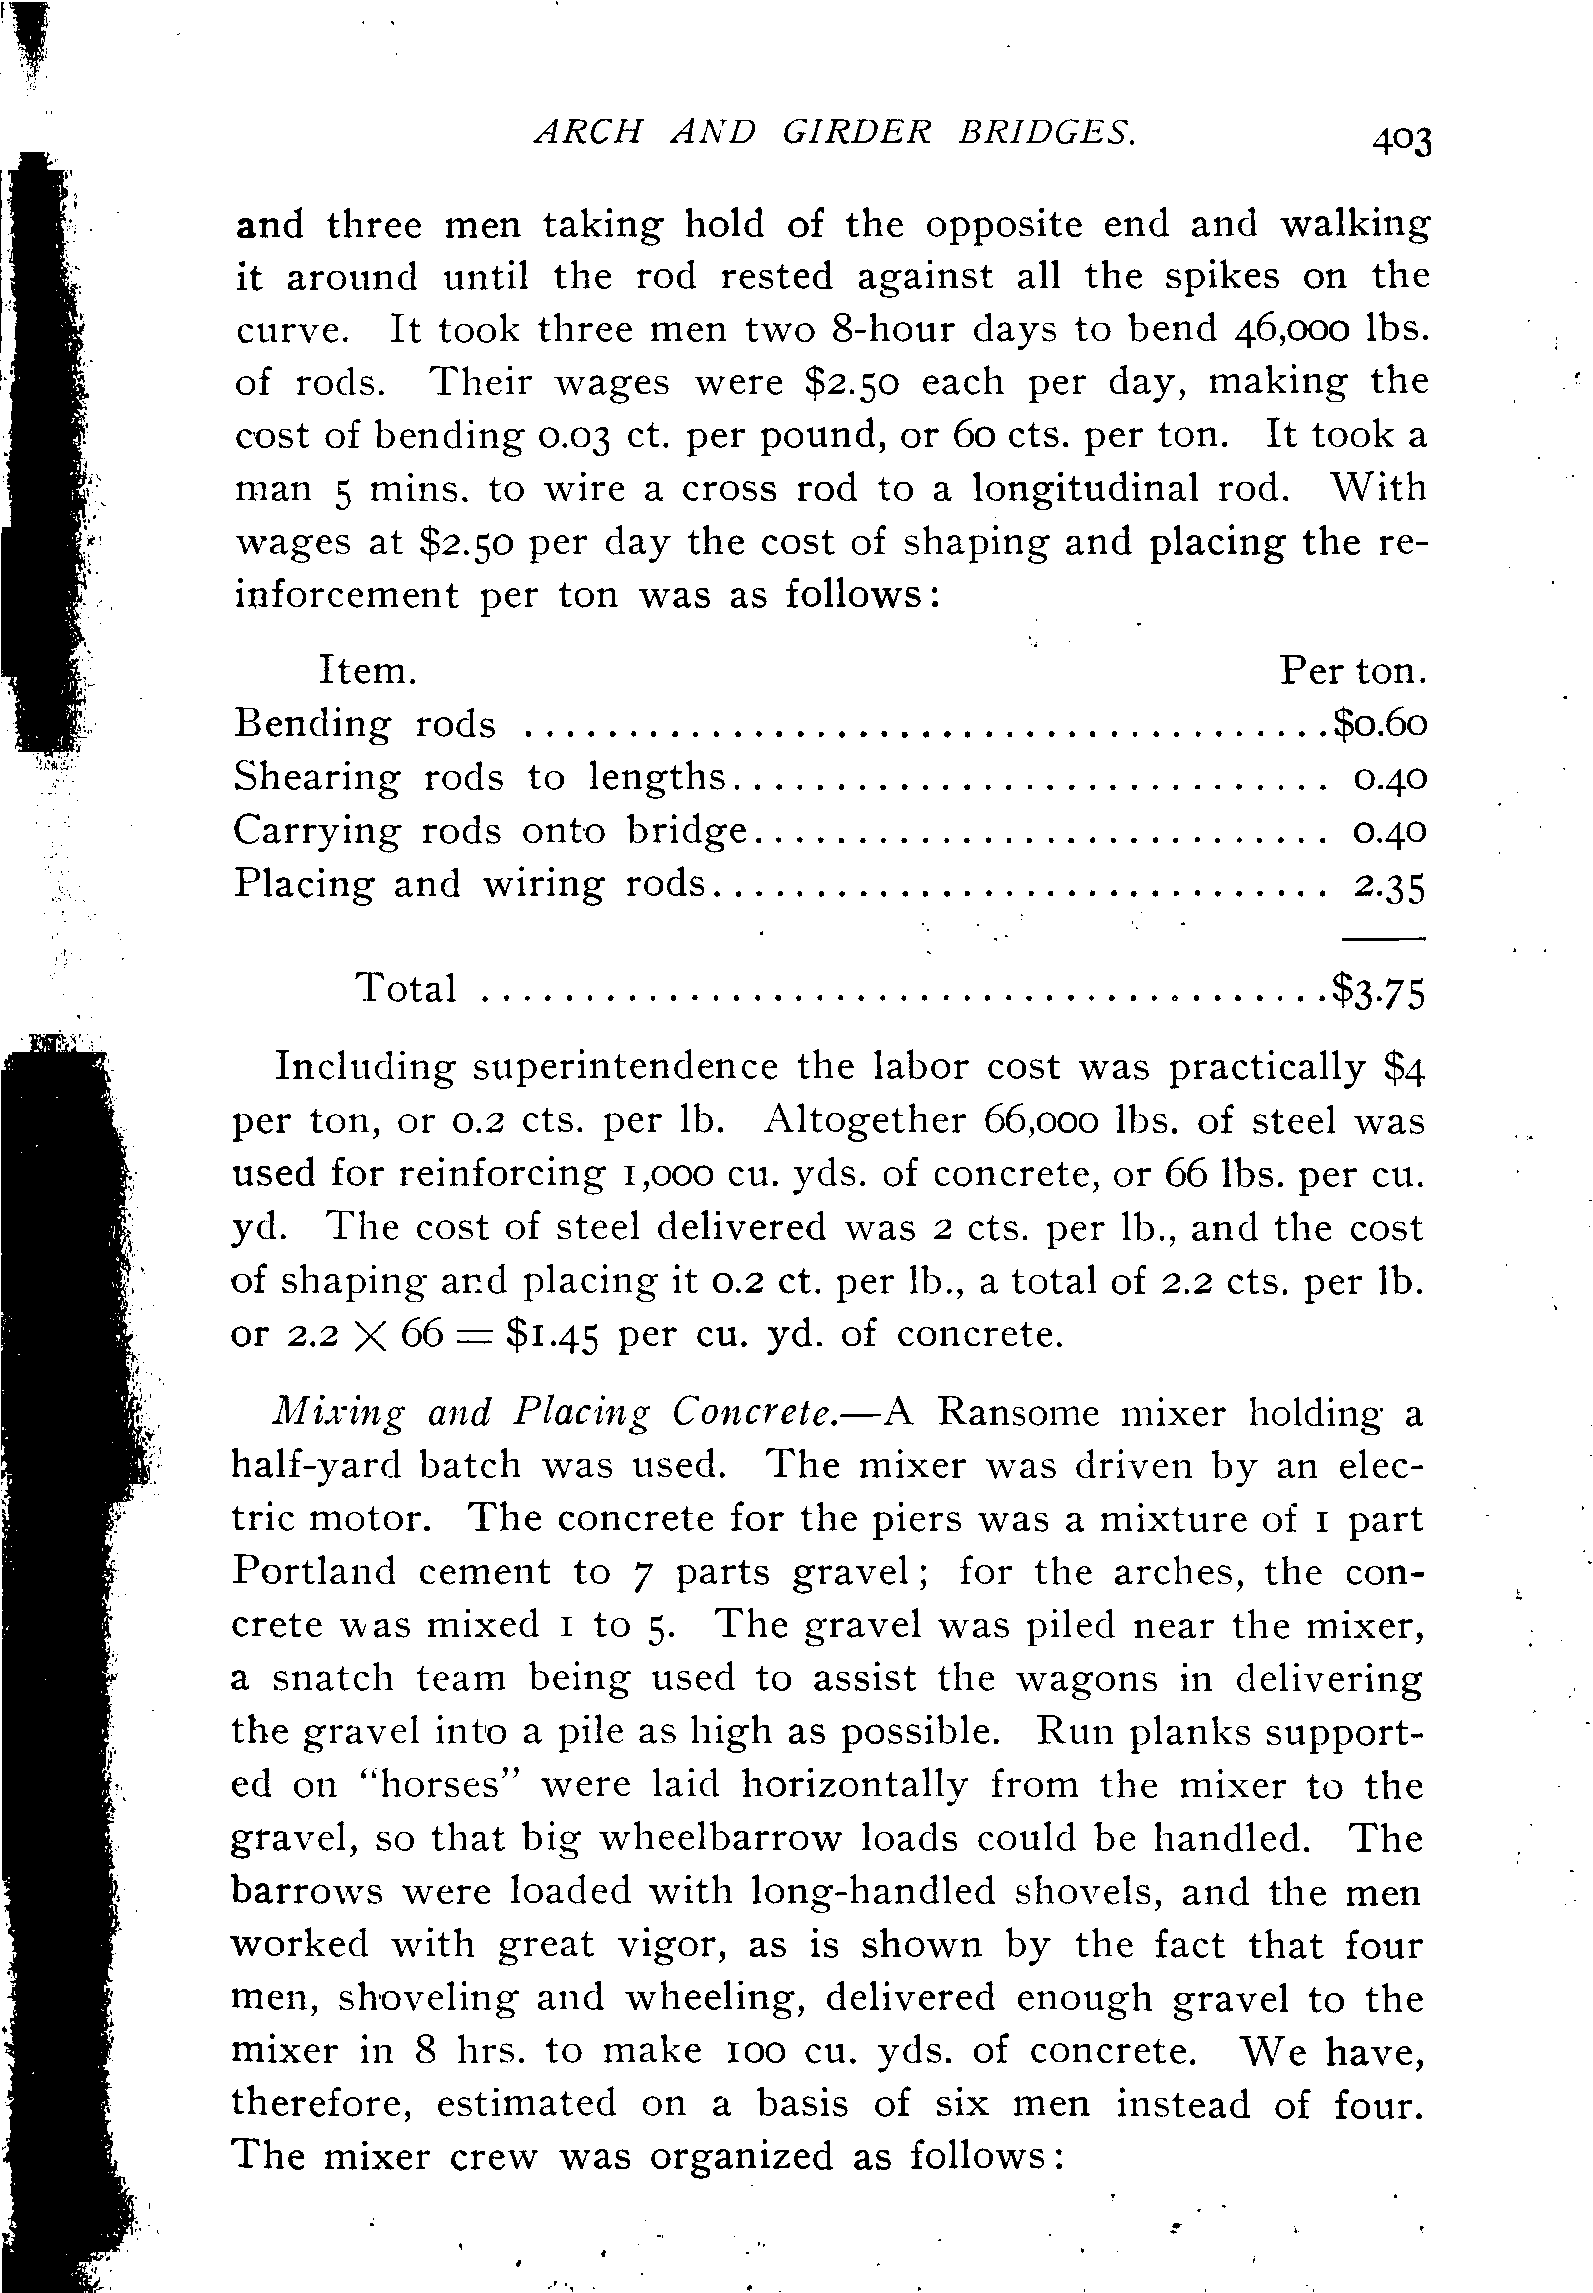 ARCH AND GIRDER BRIDGES. 403
and three men taking hold of the opposite end and walking
it around until the rod rested against all the spikes on the
curve. It took three men two 8-hour days to bend 46,000 lbs.
of rods. Their wages were $2.50 each per day, making the
cost of bending 0.03 ct. per pound, or 60 cts. per ton. It took a
man 5 mins. to wire a cross rod to a longitudinal rod. With
wages at $2.50 per day the cost of shaping and placing the re-
inforcement per ton was as follows:
Item. Per ton.
Bending rods .......................................$0.60
Shearing rods to lengths............................. 0.40
Carrying rods onto bridge............................ 0.40
Placing and wiring rods.............................. 2.35
Total .........................................$3.75
Including superintendence the labor cost was practically $4
per ton, or 0.2 cts. per lb. Altogether 66,000 lbs. of steel was
used for reinforcing 1,000 cu. yds. of concrete, or 66 lbs. per cu.
yd. The cost of steel delivered was 2 cts. per lb., and the cost
of shaping and placing it 0.2 ct. per lb., a total of 2.2 cts. per lb.
or 2.2 × 66 = $1.45 per cu. yd. of concrete.
Mixing and Placing Concrete.—A Ransome mixer holding a
half-yard batch was used. The mixer was driven by an elec-
tric motor. The concrete for the piers was a mixture of 1 part
Portland cement to 7 parts gravel; for the arches, the con-
crete was mixed 1 to 5. The gravel was piled near the mixer,
a snatch team being used to assist the wagons in delivering
the gravel into a pile as high as possible. Run planks support-
ed on "horses" were laid horizontally from the mixer to the
gravel, so that big wheelbarrow loads could be handled. The
barrows were loaded with long-handled shovels, and the men
worked with great vigor, as is shown by the fact that four
men, shoveling and wheeling, delivered enough gravel to the
mixer in 8 hrs. to make 100 cu. yds. of concrete. We have,
therefore, estimated on a basis of six men instead of four.
The mixer crew was organized as follows: